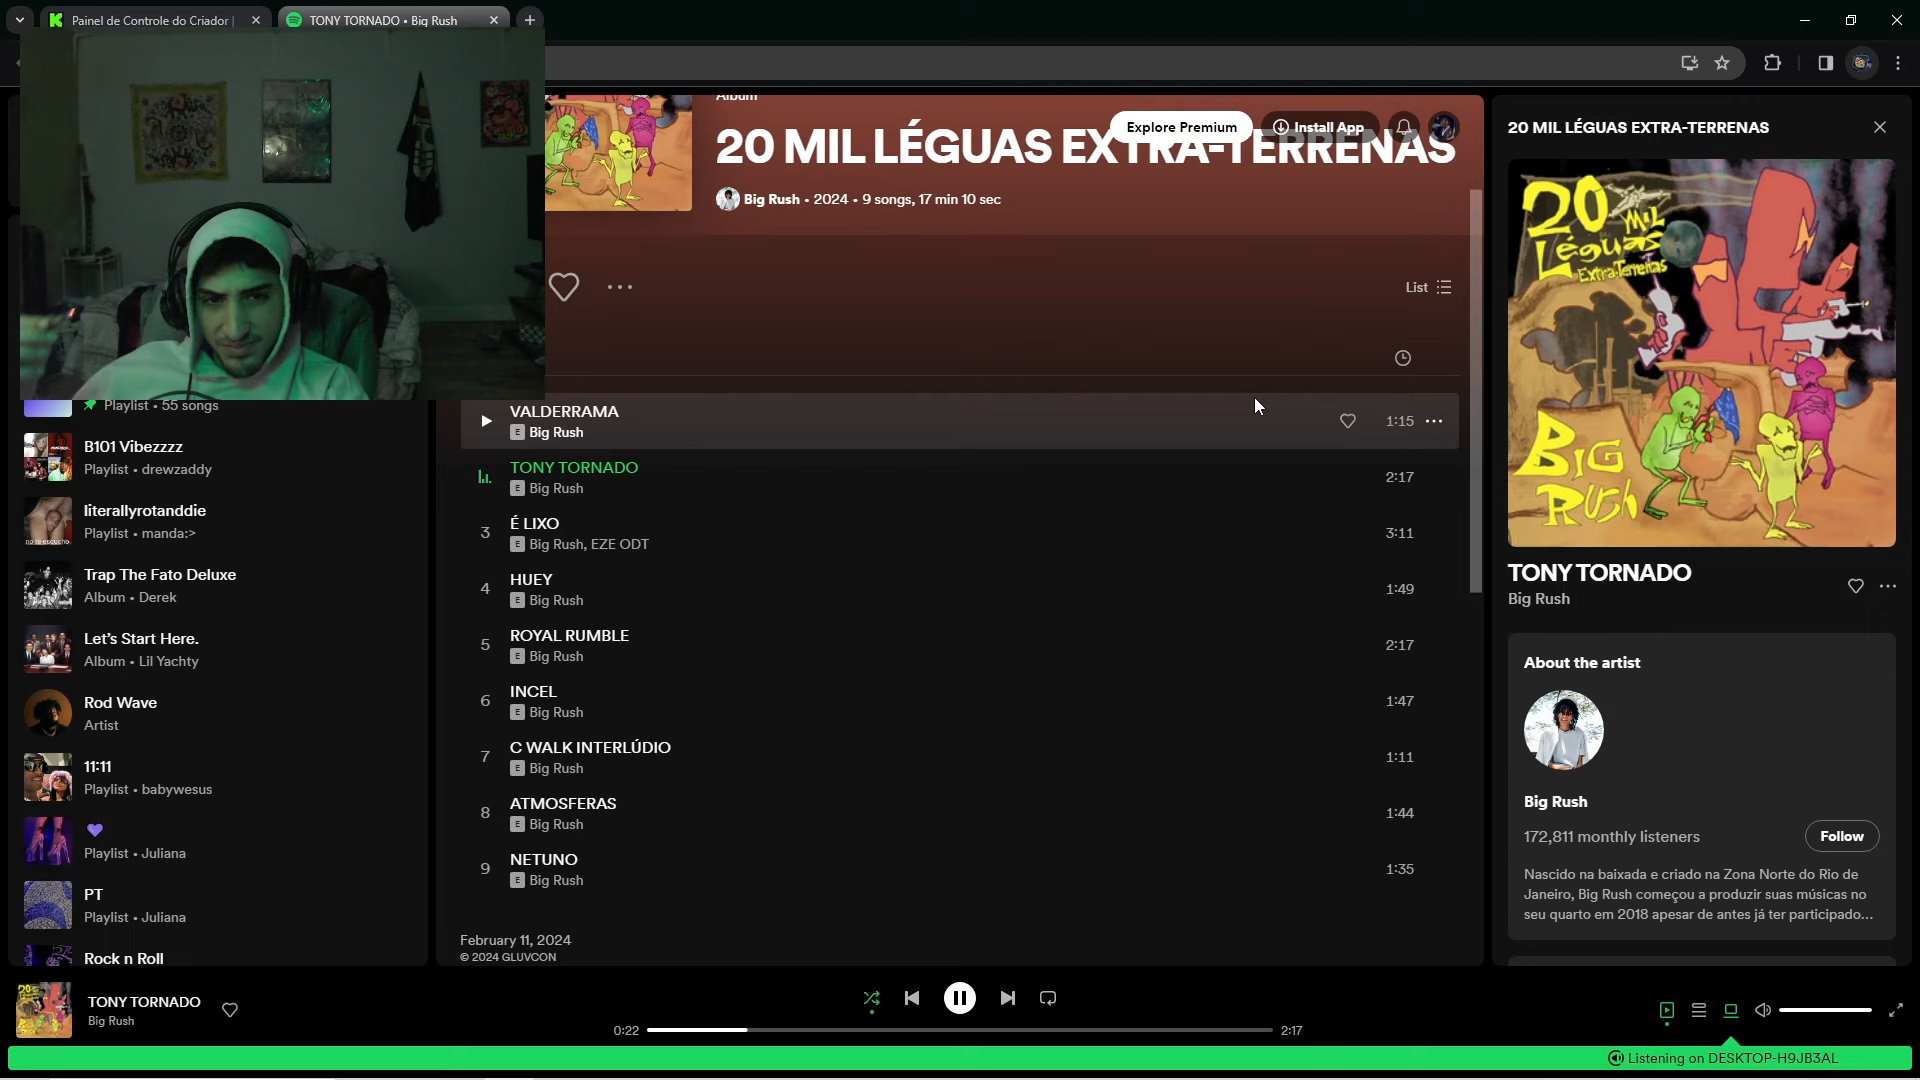 Painel de Controle do Criador |
TONY TORNADO • Big Rush
Album
20 MIL LÉGUAS EXTRA-TERRENAS
Explore Premium
Install App
Big Rush • 2024 • 9 songs, 17 min 10 sec
List
VALDERRAMA
E Big Rush
1:15
TONY TORNADO
E Big Rush
2:17
3
É LIXO
E Big Rush, EZE ODT
3:11
4
HUEY
E Big Rush
1:49
5
ROYAL RUMBLE
E Big Rush
2:17
6
INCEL
E Big Rush
1:47
7
C WALK INTERLÚDIO
E Big Rush
1:11
8
ATMOSFERAS
E Big Rush
1:44
9
NETUNO
E Big Rush
1:35
February 11, 2024
© 2024 GLUVCON
Playlist • 55 songs
B101 Vibezzzz
Playlist • drewzaddy
literallyrotanddie
Playlist • manda:>
Trap The Fato Deluxe
Album • Derek
Let's Start Here.
Album • Lil Yachty
Rod Wave
Artist
11:11
Playlist • babywesus
Playlist • Juliana
PT
Playlist • Juliana
Rock n Roll
20 MIL LÉGUAS EXTRA-TERRENAS
20 MIL
Léguas
Extra-Terrenas
BIG
RUSH
TONY TORNADO
Big Rush
About the artist
Big Rush
172,811 monthly listeners
Follow
Nascido na baixada e criado na Zona Norte do Rio de
Janeiro, Big Rush começou a produzir suas músicas no
seu quarto em 2018 apesar de antes já ter participado...
TONY TORNADO
Big Rush
0:22
2:17
Listening on DESKTOP-H9JB3AL